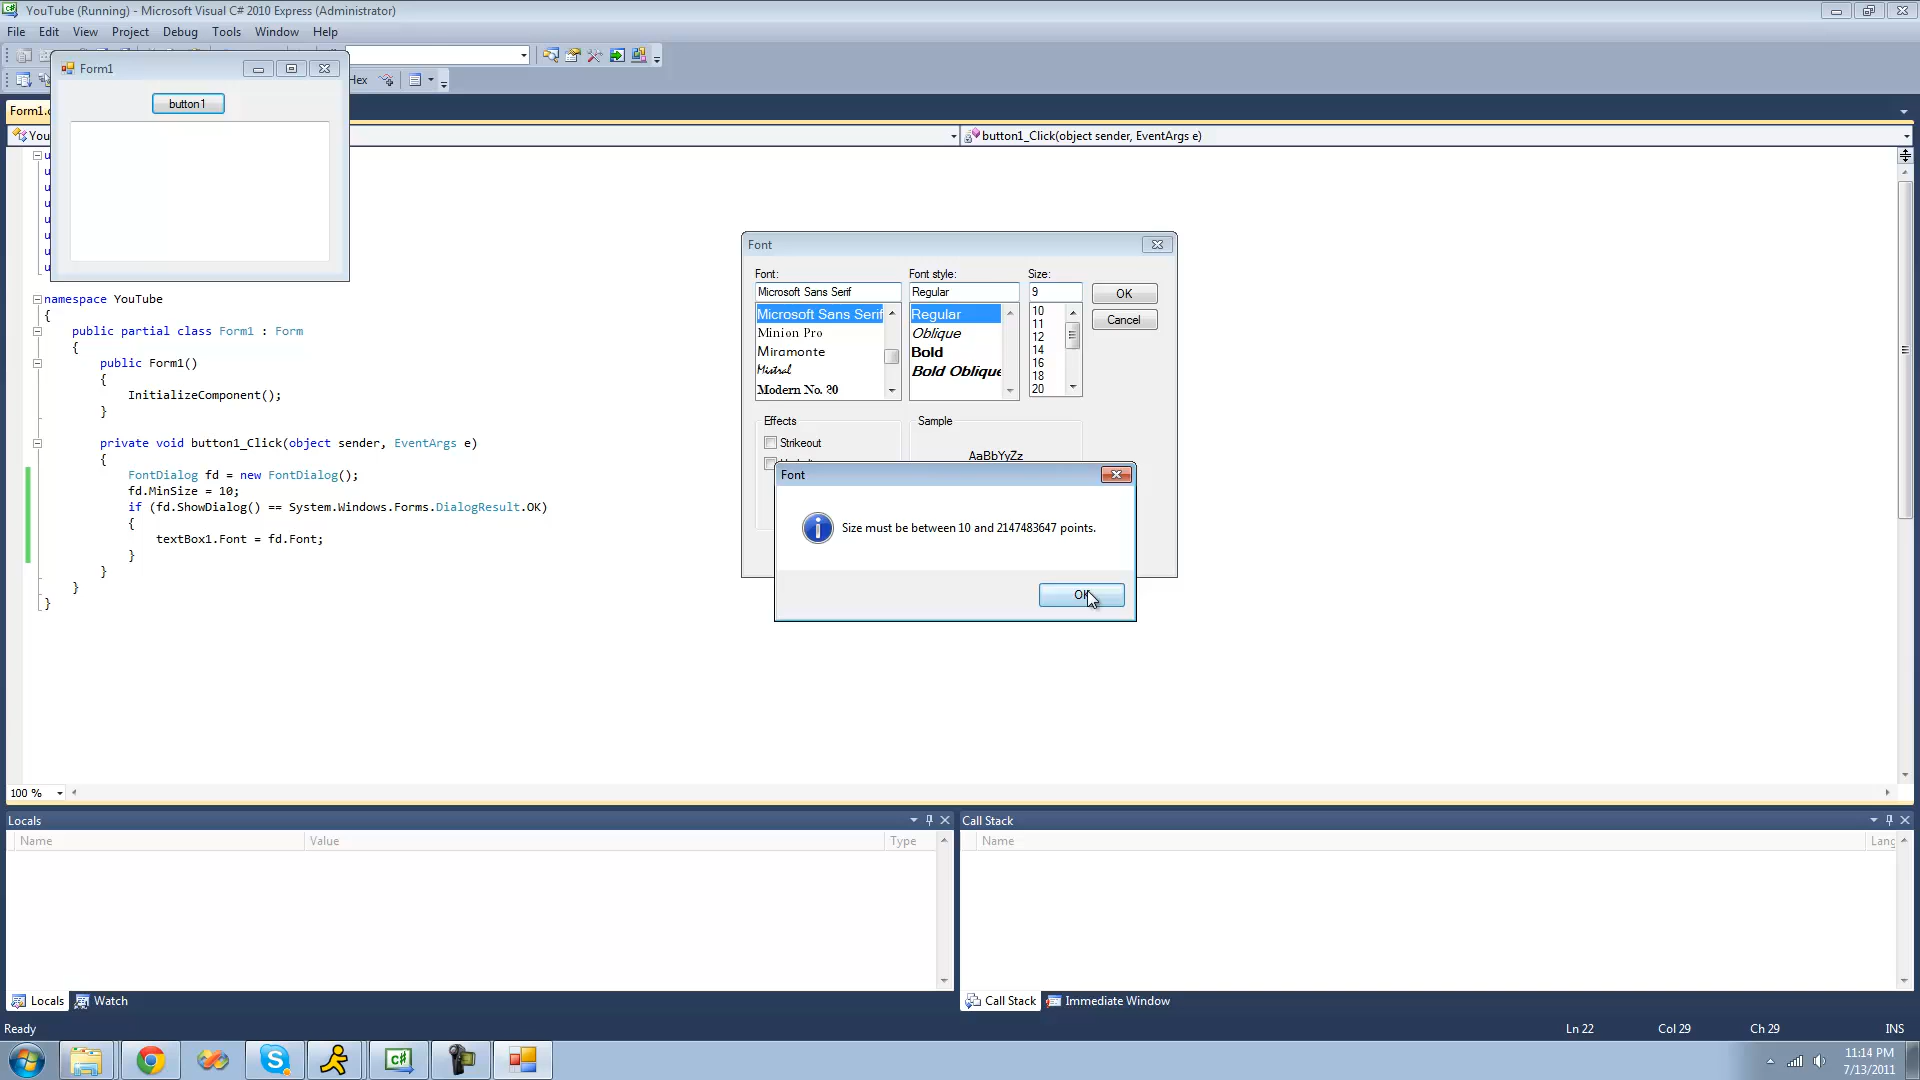 YouTube (Running) - Microsoft Visual C# 2010 Express (Administrator)
File Edit View Project Debug Tools Window Help
Form1
Hex
button1
Form1.c
You
button1_Click(object sender, EventArgs e)
u
u
u
u
u
u
u
u
namespace YouTube
{
public partial class Form1 : Form
{
public Form1()
{
InitializeComponent();
}
private void button1_Click(object sender, EventArgs e)
{
FontDialog fd = new FontDialog();
fd.MinSize = 10;
if (fd.ShowDialog() == System.Windows.Forms.DialogResult.OK)
{
textBox1.Font = fd.Font;
}
}
}
}
Font
Font: Font style: Size:
Microsoft Sans Serif Regular 9 OK
Microsoft Sans Serif Regular 10
Minion Pro Oblique 11
Miramonte Bold 12
Mistral Bold Oblique 14
Modern No. 20 16
18
20
Cancel
Effects Sample
Strikeout
AaBbYyZz
Font
Size must be between 10 and 2147483647 points.
OK
100 %
Locals
Name Value Type
Call Stack
Name Lang
Locals Watch
Call Stack Immediate Window
Ready Ln 22 Col 29 Ch 29 INS
11:14 PM
7/13/2011